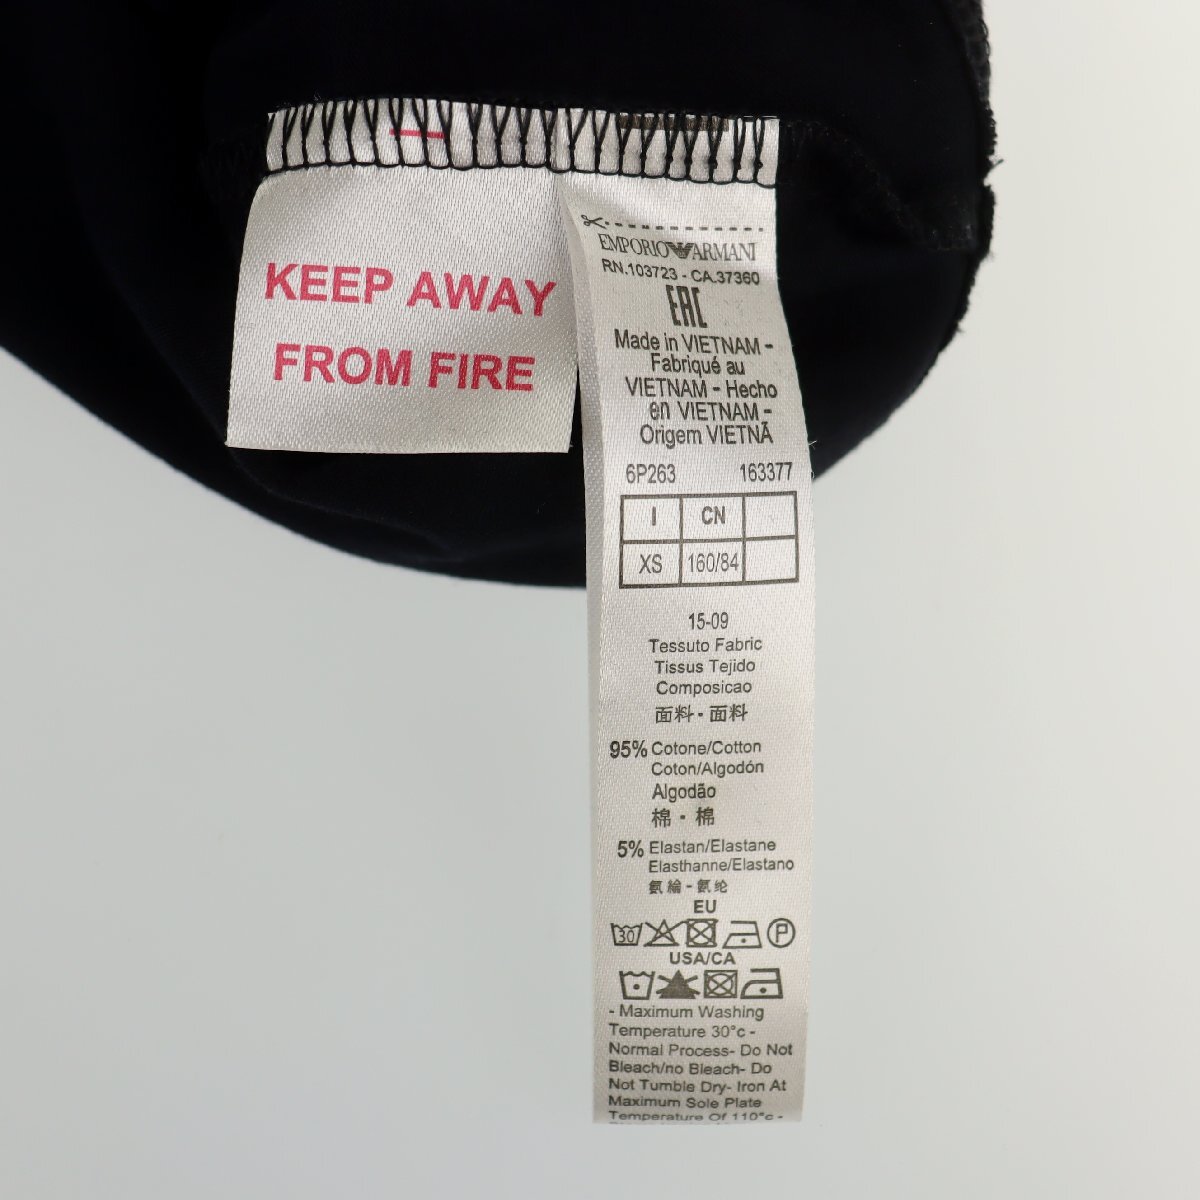 KEEP AWAY
FROM FIRE
EMPORIO ARMANI
RN.103723 - CA.37360
EAC
Made in VIETNAM -
Fabriqué au
VIETNAM - Hecho
en VIETNAM -
Origem VIETNÃ
6P263 163377
I CN
XS 160/84
15-09
Tessuto Fabric
Tissus Tejido
Composicao
面料 - 面料
95% Cotone/Cotton
Coton/Algodón
Algodão
棉 · 棉
5% Elastan/Elastane
Elasthanne/Elastano
氨綸 - 氨纶
EU
30 P
USA/CA
- Maximum Washing
Temperature 30°c -
Normal Process- Do Not
Bleach/no Bleach- Do
Not Tumble Dry- Iron At
Maximum Sole Plate
Temperature Of 110°c -